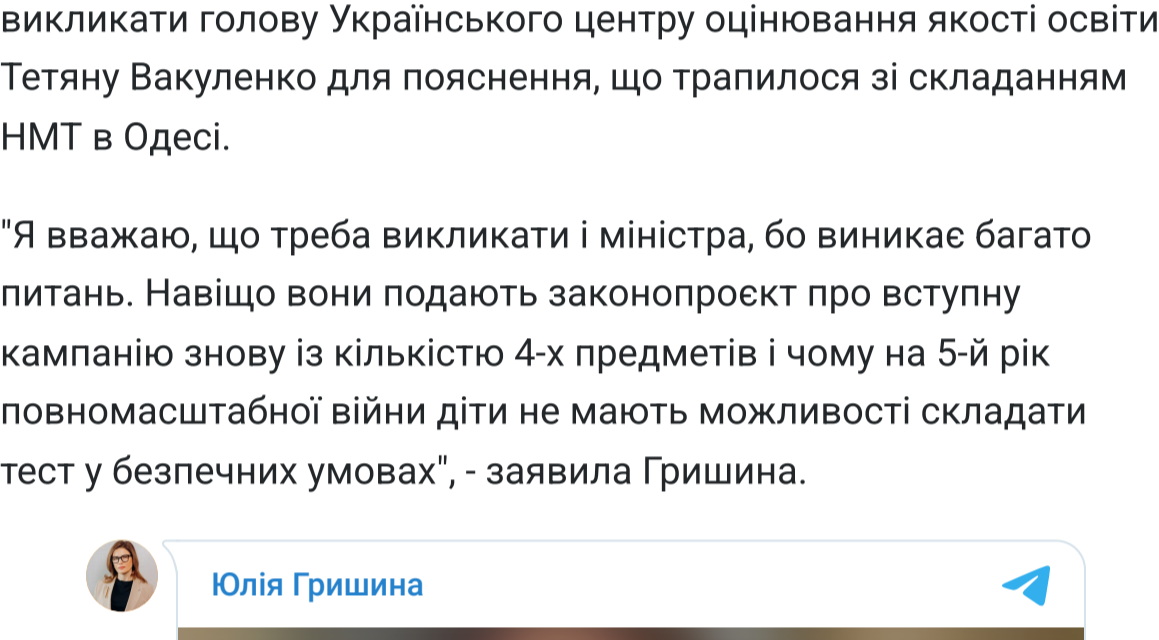 викликати голову Українського центру оцінювання якості освіти
Тетяну Вакуленко для пояснення, що трапилося зі складанням
НМТ в Одесі.
"Я вважаю, що треба викликати і міністра, бо виникає багато
питань. Навіщо вони подають законопроєкт про вступну
кампанію знову із кількістю 4-х предметів і чому на 5-й рік
повномасштабної війни діти не мають можливості складати
тест у безпечних умовах", - заявила Гришина.
Юлія Гришина